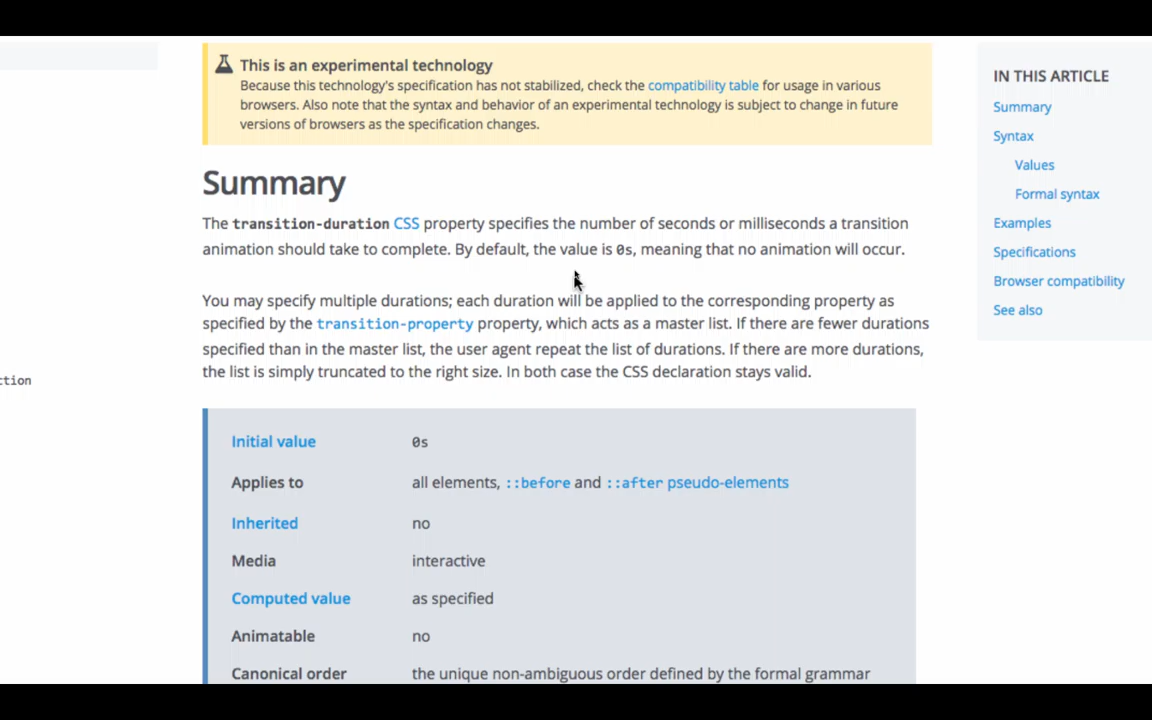 This is an experimental technology
Because this technology's specification has not stabilized, check the compatibility table for usage in various
browsers. Also note that the syntax and behavior of an experimental technology is subject to change in future
versions of browsers as the specification changes.
Summary
The transition-duration CSS property specifies the number of seconds or milliseconds a transition
animation should take to complete. By default, the value is 0s, meaning that no animation will occur.
You may specify multiple durations; each duration will be applied to the corresponding property as
specified by the transition-property property, which acts as a master list. If there are fewer durations
specified than in the master list, the user agent repeat the list of durations. If there are more durations,
the list is simply truncated to the right size. In both case the CSS declaration stays valid.
Initial value 0s
Applies to all elements, ::before and ::after pseudo-elements
Inherited no
Media interactive
Computed value as specified
Animatable no
Canonical order the unique non-ambiguous order defined by the formal grammar
IN THIS ARTICLE
Summary
Syntax
Values
Formal syntax
Examples
Specifications
Browser compatibility
See also
ction